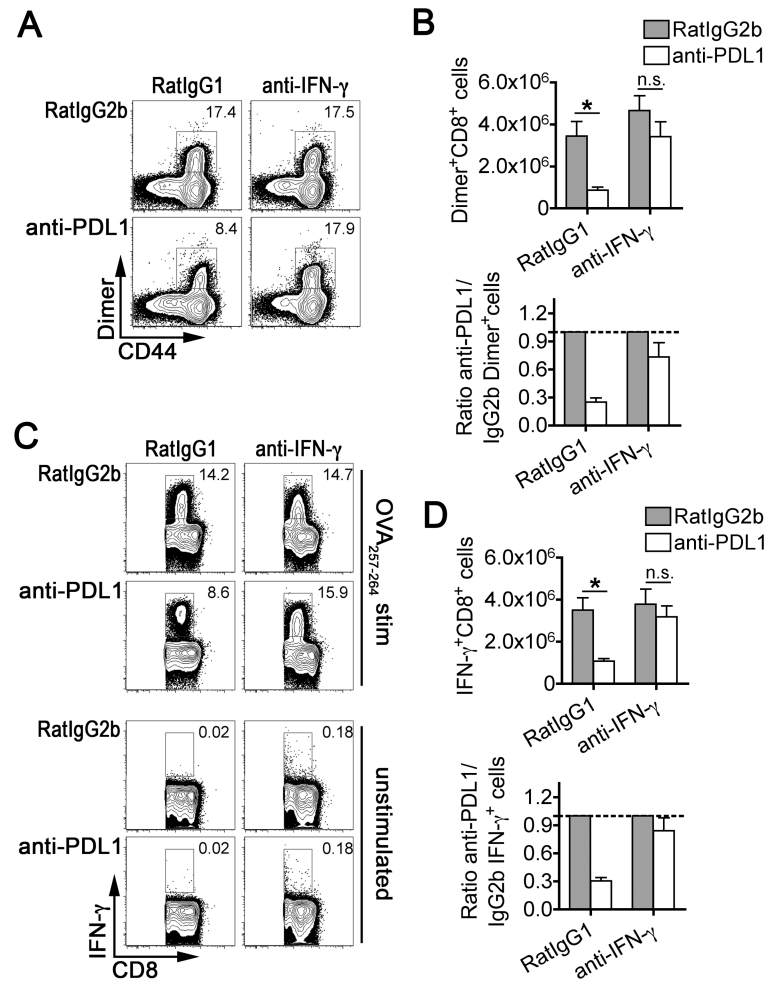 A
RatIgG1 anti-IFN-γ
RatIgG2b 17.4 17.5
anti-PDL1 8.4 17.9
Dimer
CD44
B
RatIgG2b
anti-PDL1
Dimer⁺CD8⁺ cells
6.0x10⁶
4.0x10⁶
2.0x10⁶
0
* n.s.
RatIgG1 anti-IFN-γ
Ratio anti-PDL1/
IgG2b Dimer⁺cells
1.2
0.9
0.6
0.3
0.0
RatIgG1 anti-IFN-γ
C
RatIgG1 anti-IFN-γ
RatIgG2b 14.2 14.7
anti-PDL1 8.6 15.9
OVA₂₅₇₋₂₆₄ stim
RatIgG2b 0.02 0.18
anti-PDL1 0.02 0.18
unstimulated
IFN-γ
CD8
D
RatIgG2b
anti-PDL1
IFN-γ⁺CD8⁺ cells
6.0x10⁶
4.0x10⁶
2.0x10⁶
0
* n.s.
RatIgG1 anti-IFN-γ
Ratio anti-PDL1/
IgG2b IFN-γ⁺ cells
1.2
0.9
0.6
0.3
0.0
RatIgG1 anti-IFN-γ